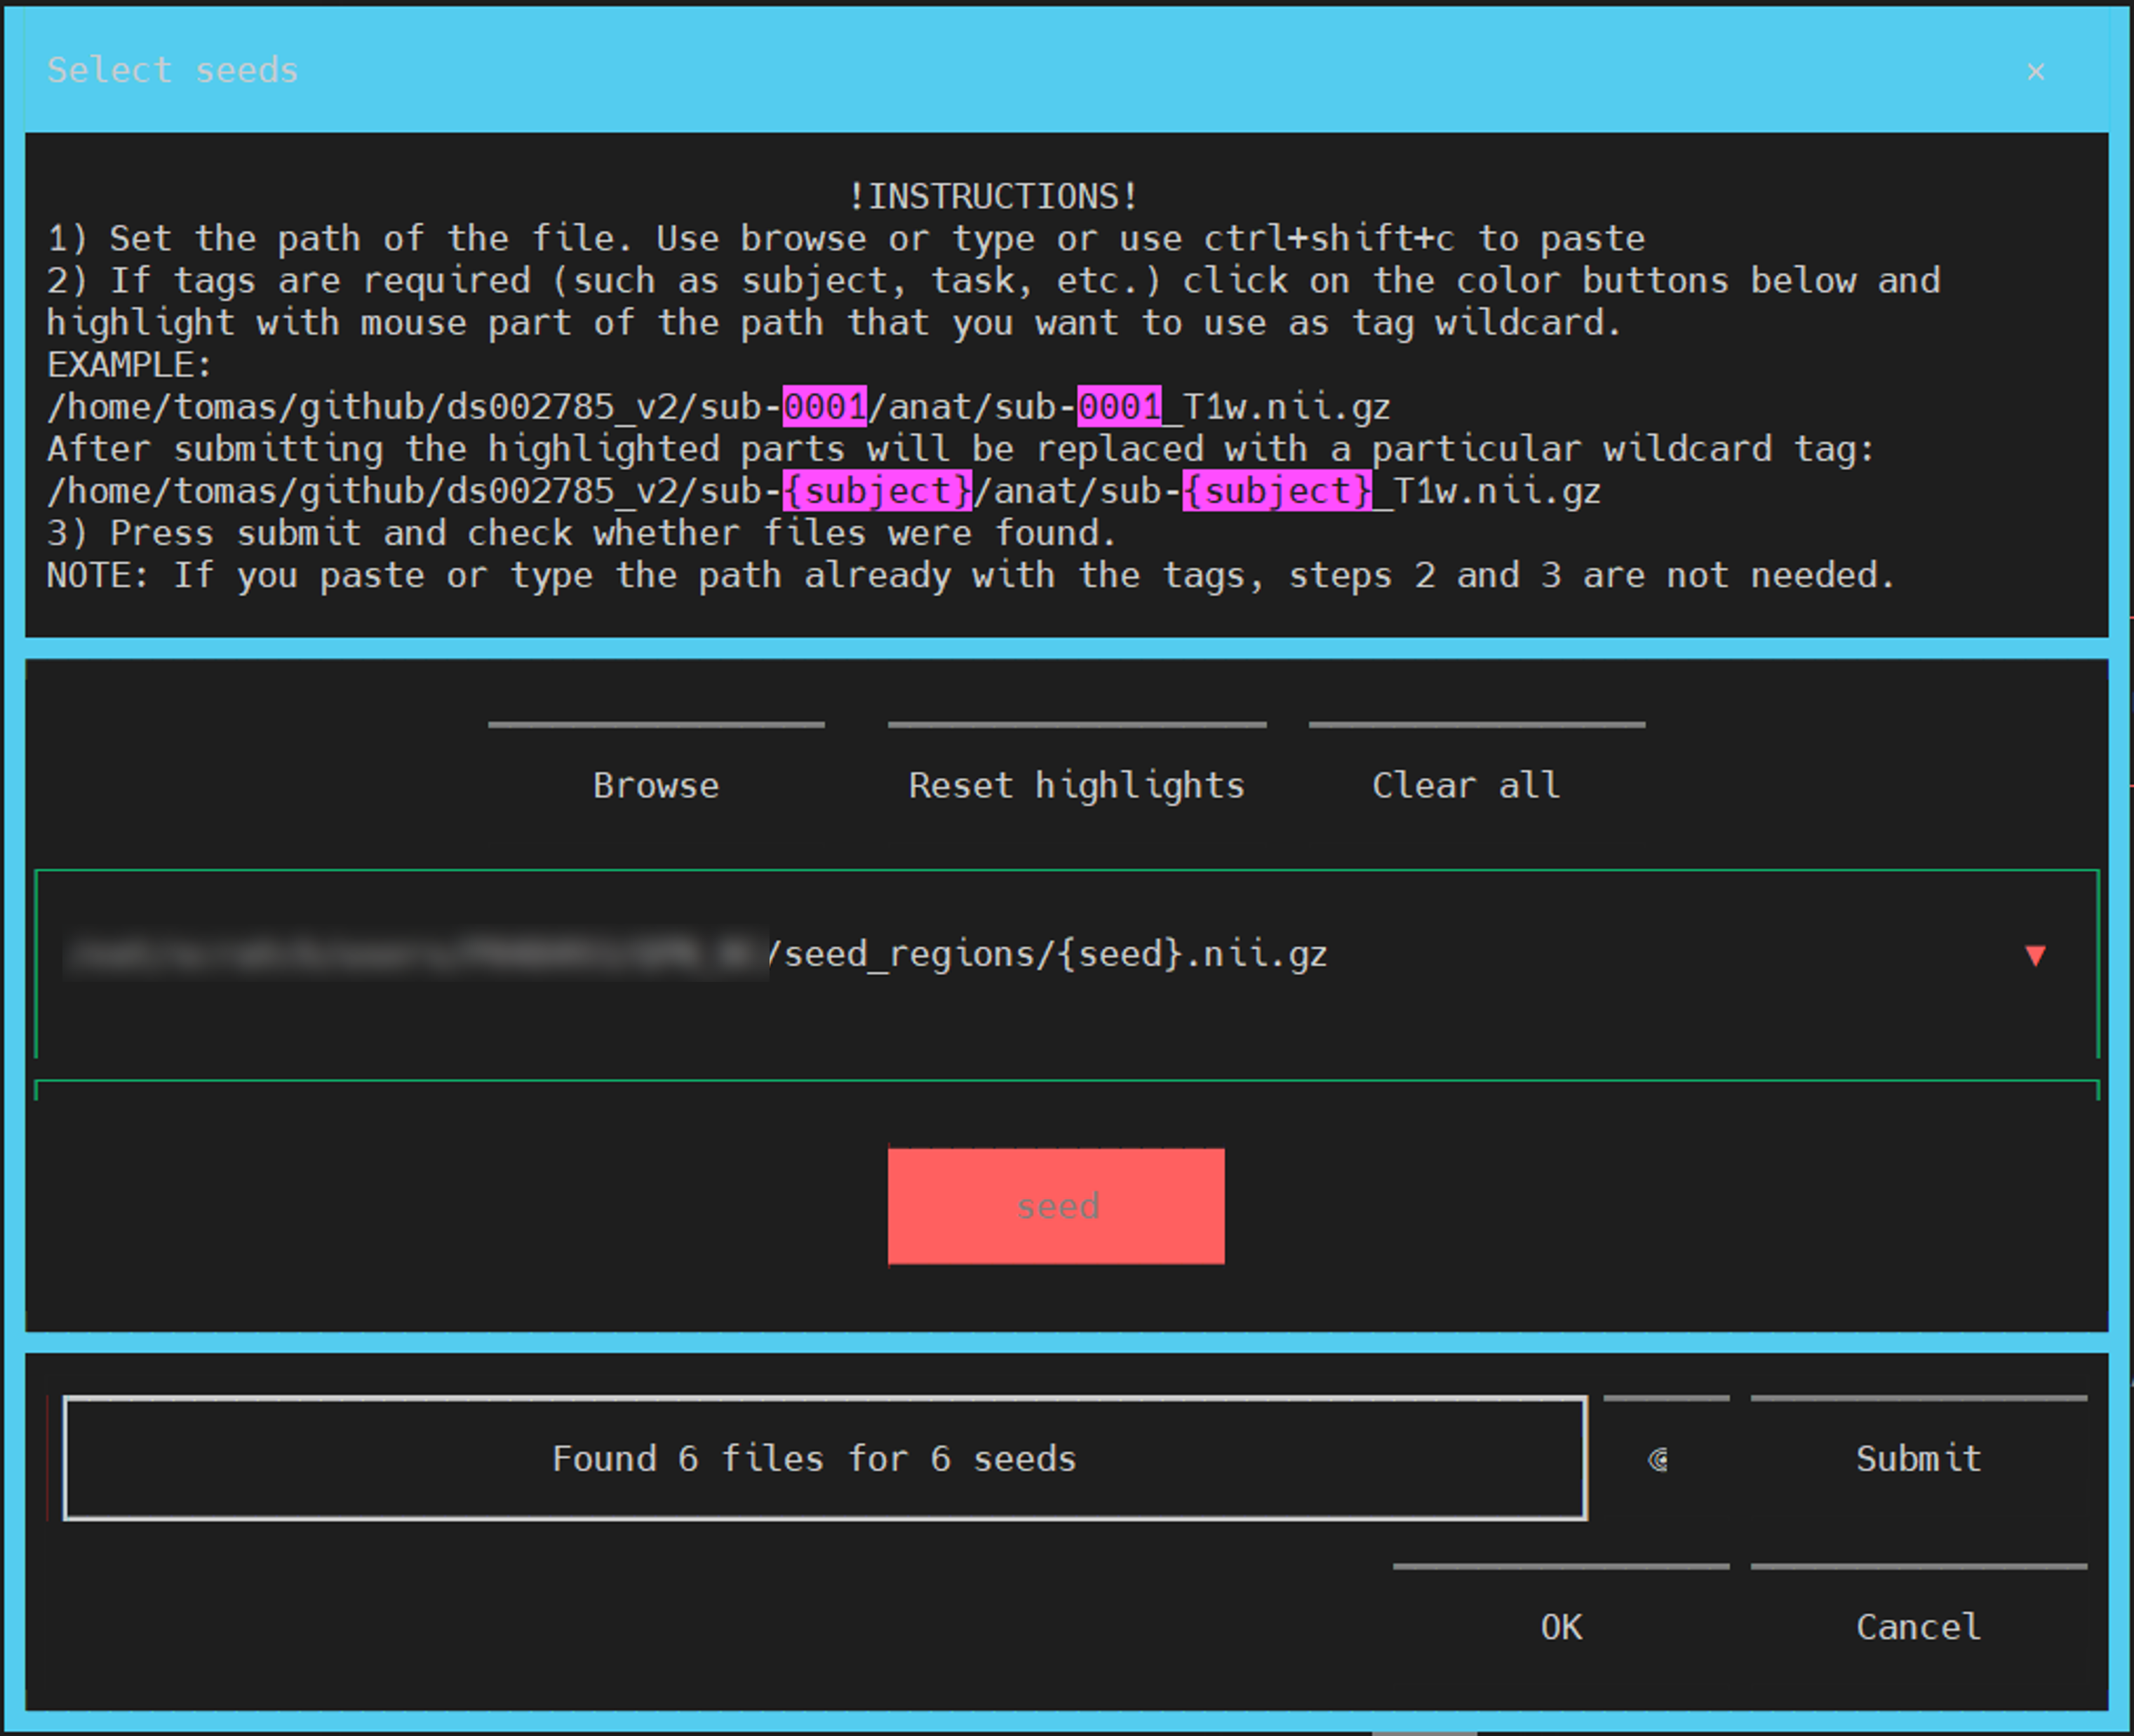 Select seeds ×
!INSTRUCTIONS!
1) Set the path of the file. Use browse or type or use ctrl+shift+c to paste
2) If tags are required (such as subject, task, etc.) click on the color buttons below and
highlight with mouse part of the path that you want to use as tag wildcard.
EXAMPLE:
/home/tomas/github/ds002785_v2/sub-0001/anat/sub-0001_T1w.nii.gz
After submitting the highlighted parts will be replaced with a particular wildcard tag:
/home/tomas/github/ds002785_v2/sub-{subject}/anat/sub-{subject}_T1w.nii.gz
3) Press submit and check whether files were found.
NOTE: If you paste or type the path already with the tags, steps 2 and 3 are not needed.
Browse Reset highlights Clear all
/seed_regions/{seed}.nii.gz ▼
seed
Found 6 files for 6 seeds Submit
OK Cancel